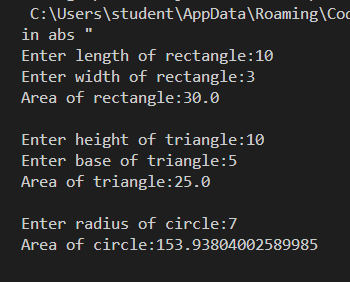 C:\Users\student\AppData\Roaming\Cod
in abs "
Enter length of rectangle:10
Enter width of rectangle:3
Area of rectangle:30.0
Enter height of triangle:10
Enter base of triangle:5
Area of triangle:25.0
Enter radius of circle:7
Area of circle:153.93804002589985